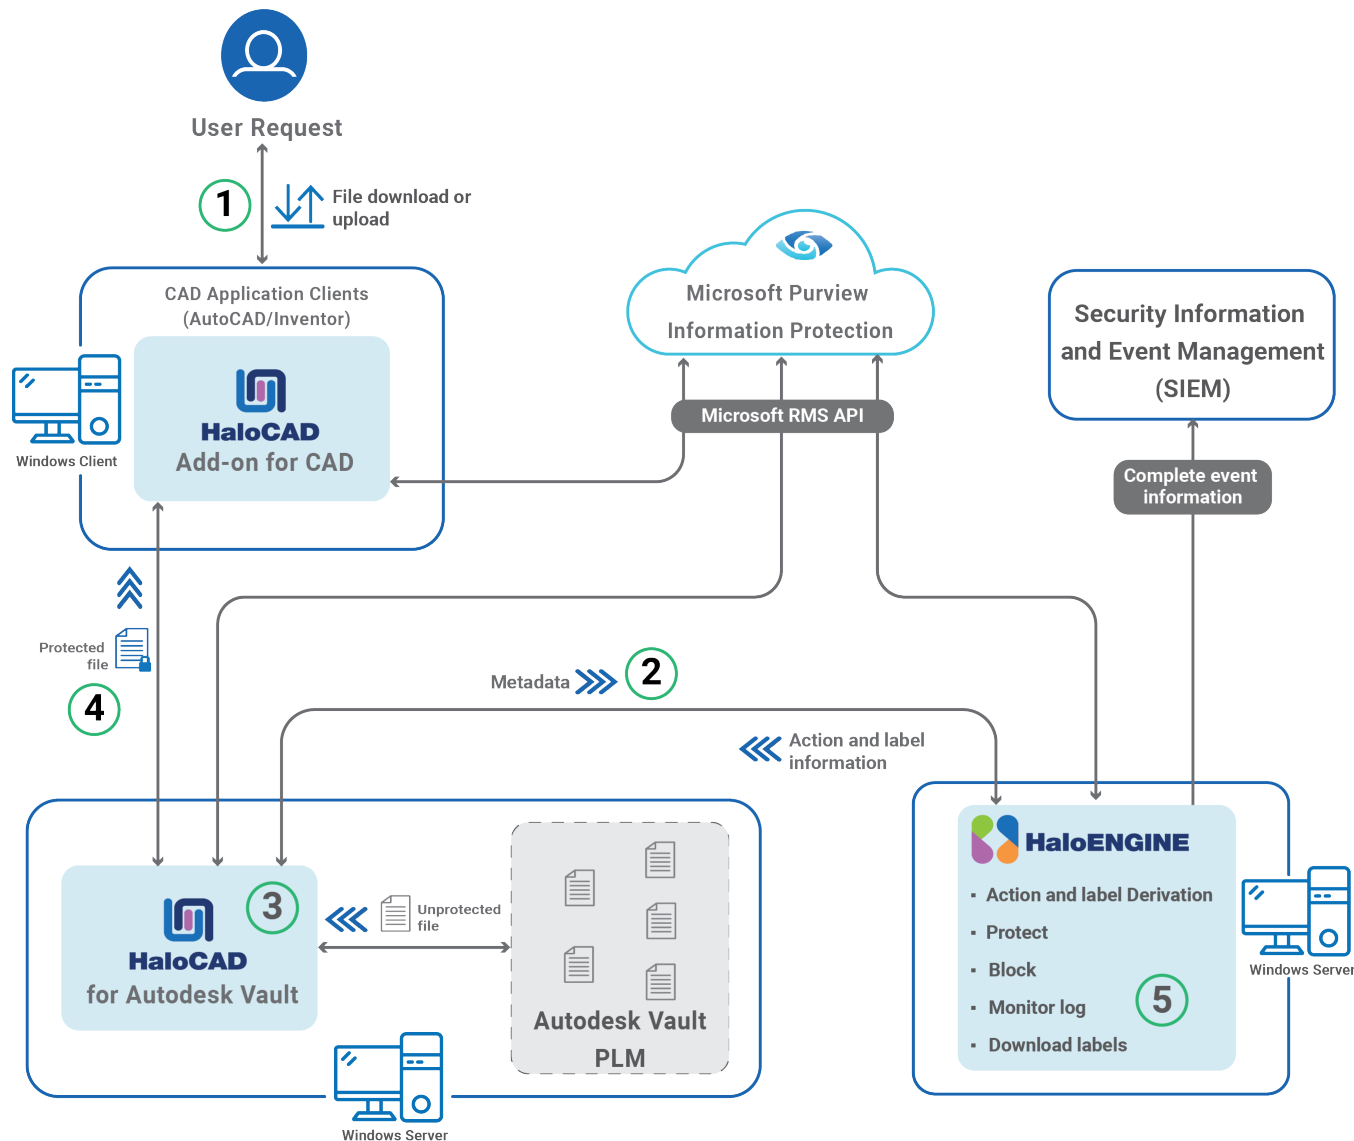 User Request
1
File download or
upload
CAD Application Clients
(AutoCAD/Inventor)
HaloCAD
Add-on for CAD
Windows Client
Microsoft Purview
Information Protection
Microsoft RMS API
Security Information
and Event Management
(SIEM)
Complete event
information
Protected
file
4
Metadata
2
Action and label
information
3
HaloCAD
for Autodesk Vault
Unprotected
file
Autodesk Vault
PLM
Windows Server
HaloENGINE
· Action and label Derivation
· Protect
· Block
· Monitor log
· Download labels
5
Windows Server